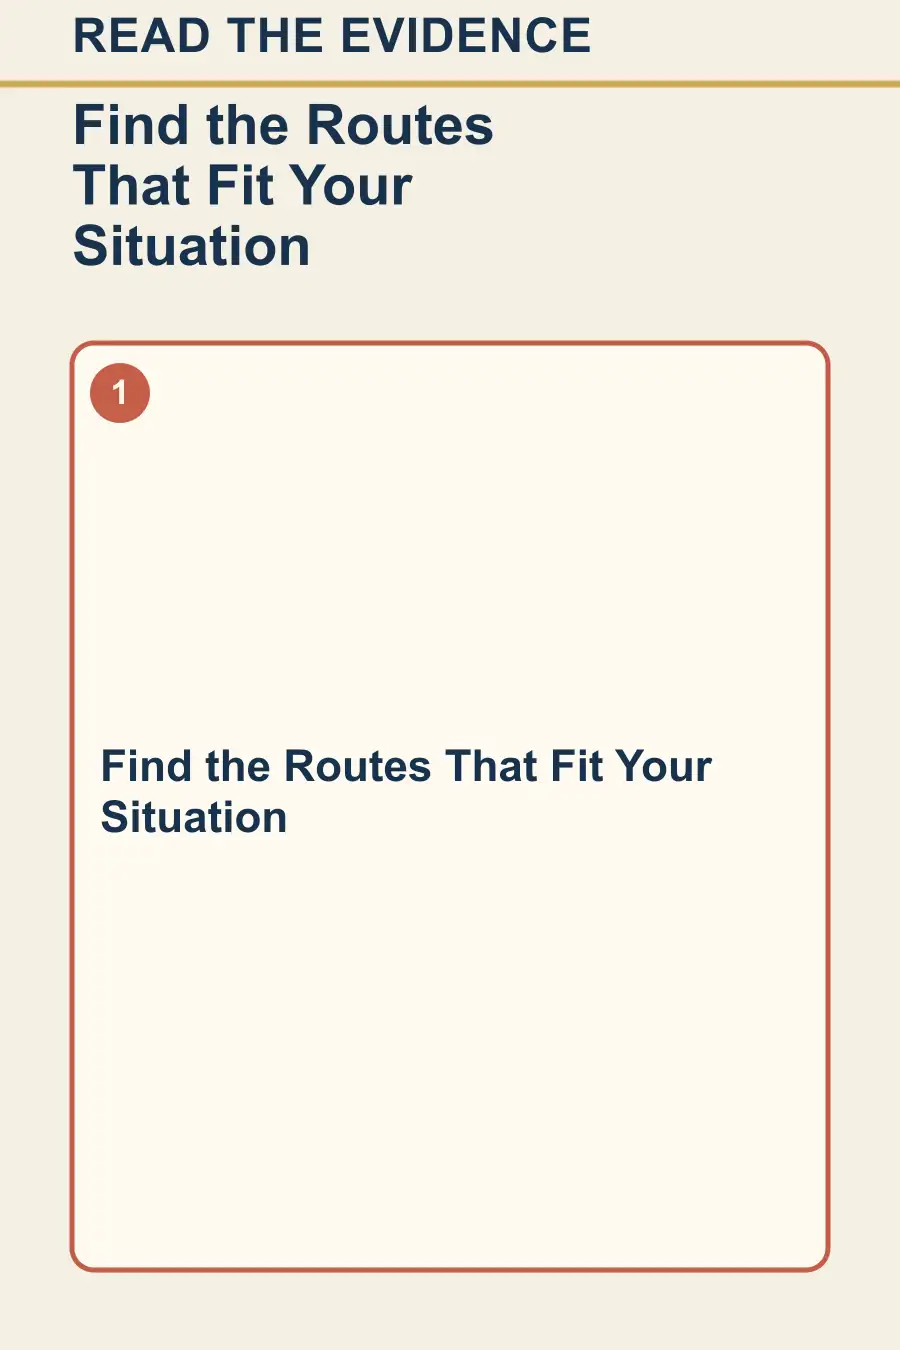 READ THE EVIDENCE
Find the Routes
That Fit Your
Situation
1
Find the Routes That Fit Your
Situation